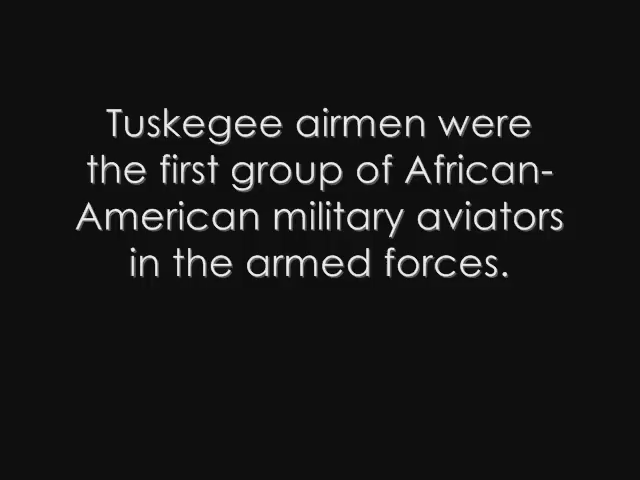 Tuskegee airmen were
the first group of African-
American military aviators
in the armed forces.